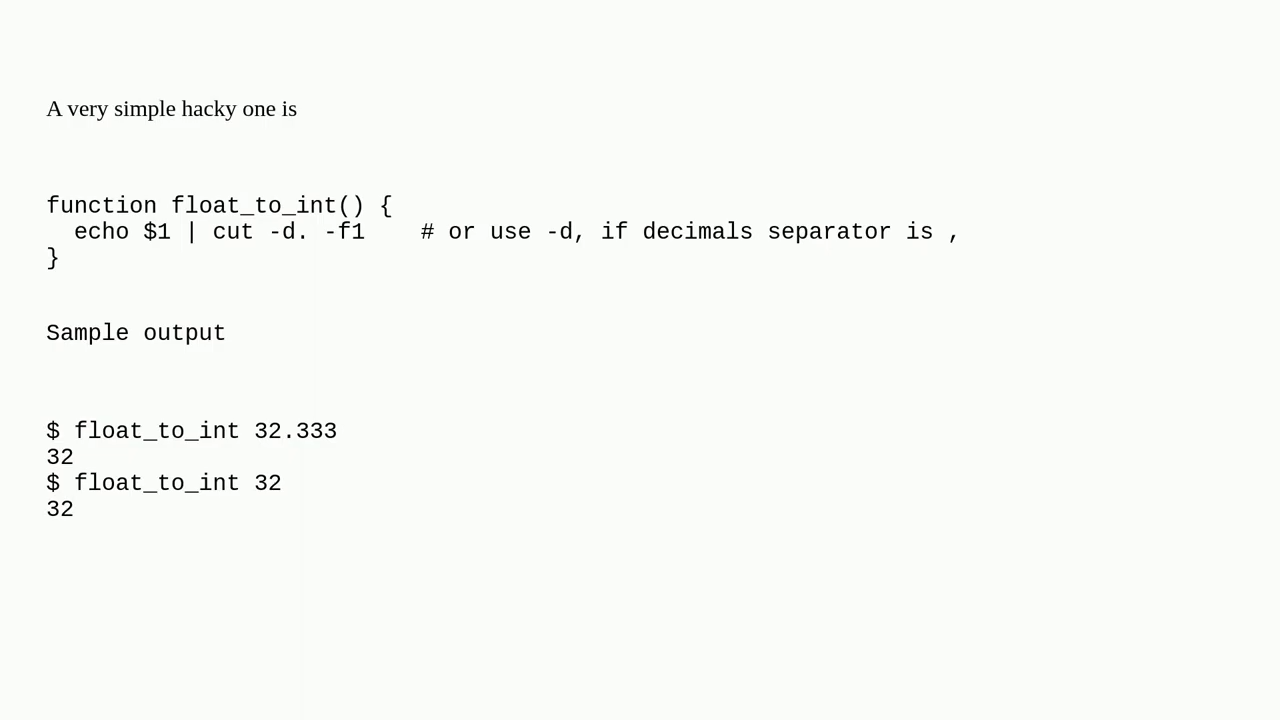 A very simple hacky one is
function float_to_int() {
  echo $1 | cut -d. -f1    # or use -d, if decimals separator is ,
}
Sample output
$ float_to_int 32.333
32
$ float_to_int 32
32